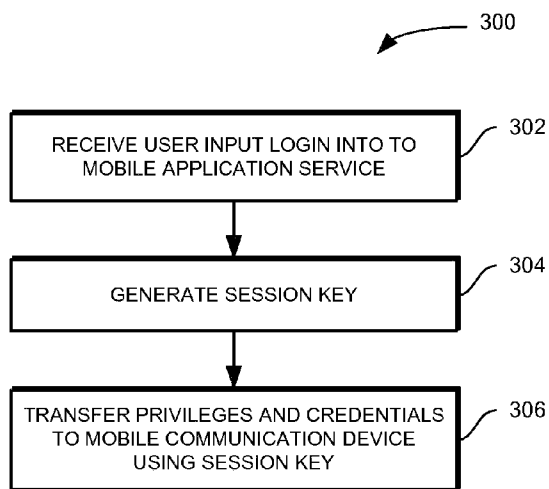 300
RECEIVE USER INPUT LOGIN INTO TO
MOBILE APPLICATION SERVICE
302
GENERATE SESSION KEY
304
TRANSFER PRIVILEGES AND CREDENTIALS
TO MOBILE COMMUNICATION DEVICE
USING SESSION KEY
306